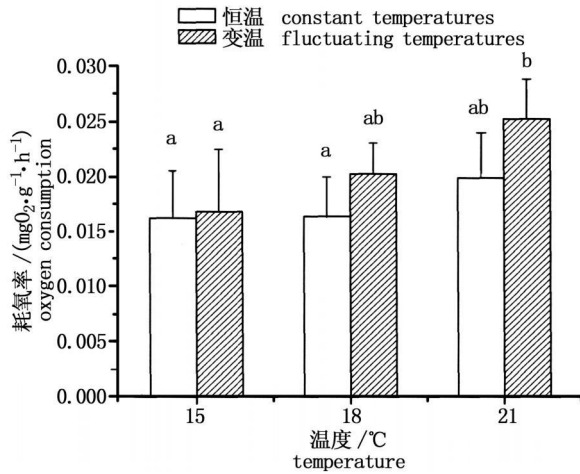 恒温 constant temperatures
变温 fluctuating temperatures
耗氧率/(mgO₂·g⁻¹·h⁻¹)
oxygen consumption
0.030
0.025
0.020
0.015
0.010
0.005
0.000
a
a
a
ab
ab
b
15
18
21
温度/℃
temperature